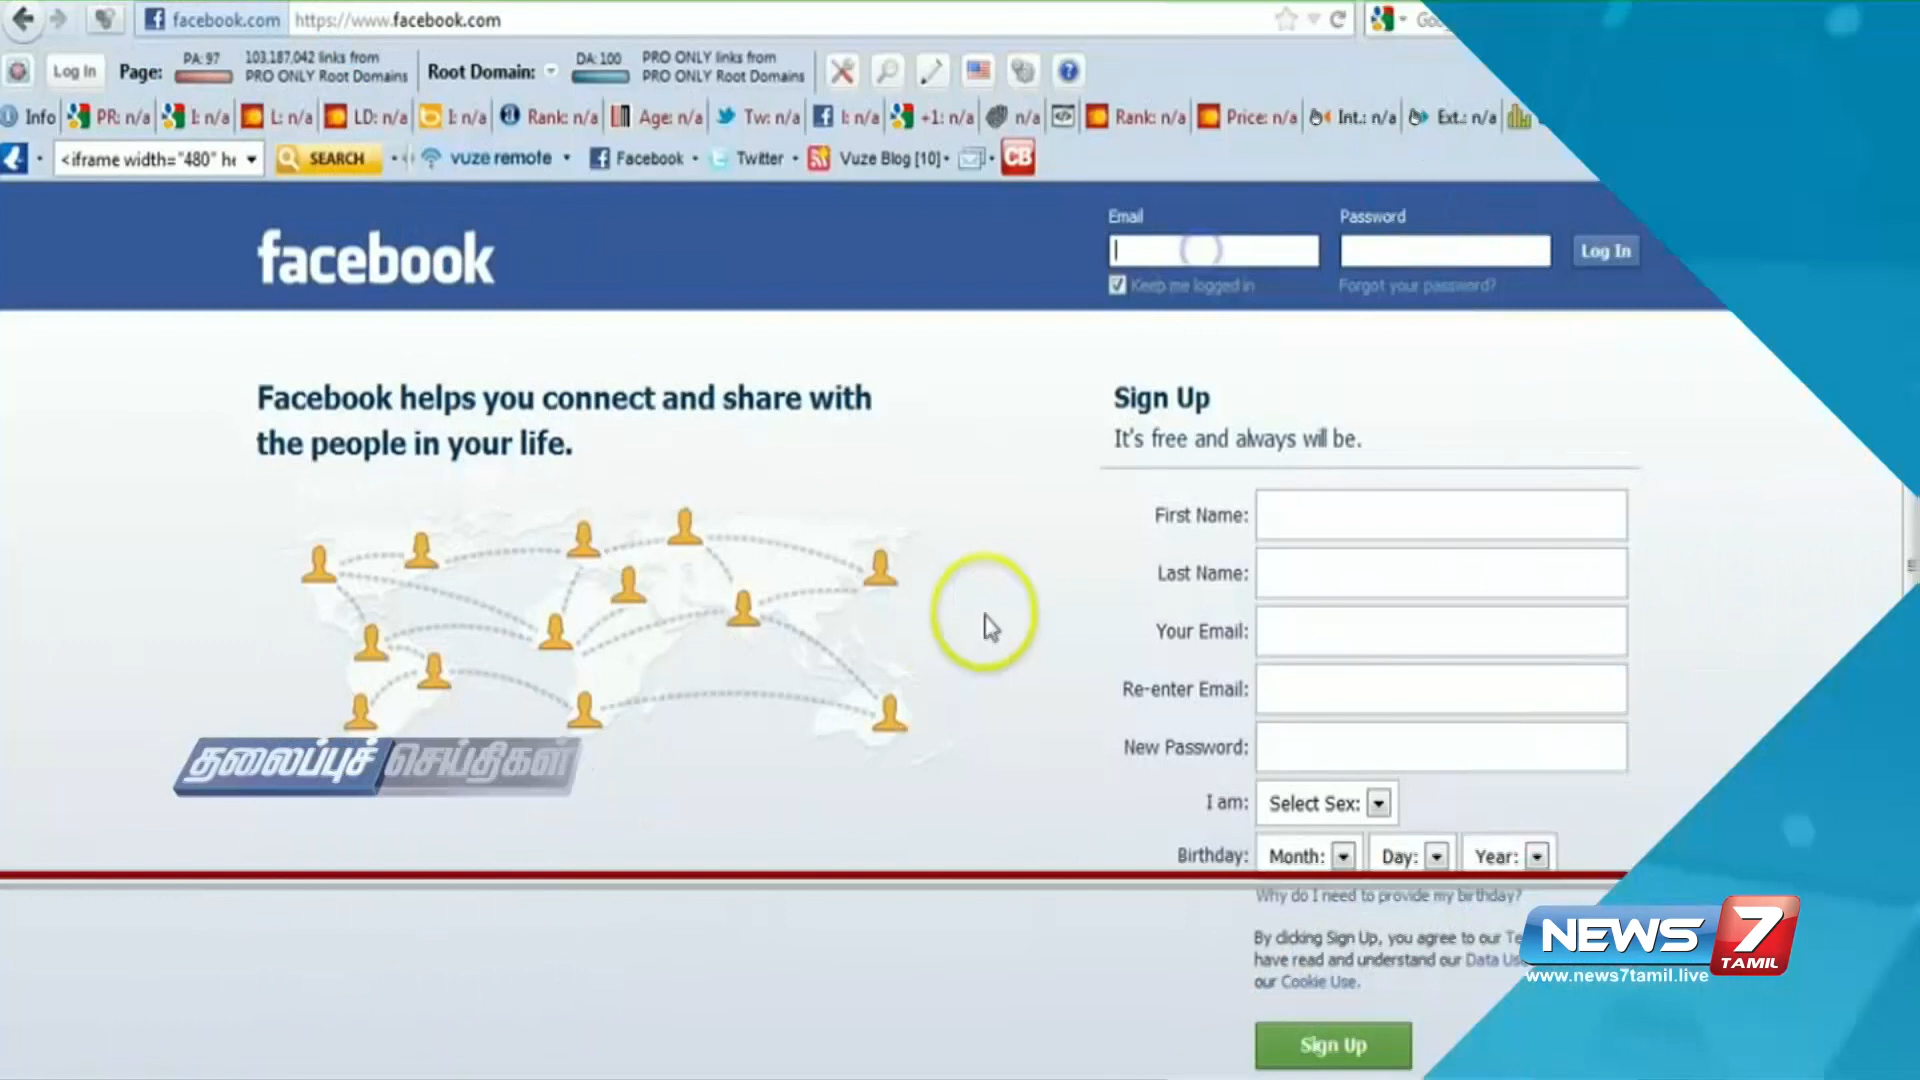 facebook.com https://www.facebook.com
Log In Page: PA: 97 103,187,042 links from PRO ONLY Root Domains Root Domain: DA: 100 PRO ONLY links from PRO ONLY Root Domains
Info PR: n/a I: n/a L: n/a LD: n/a I: n/a Rank: n/a Age: n/a Tw: n/a I: n/a +1: n/a n/a Rank: n/a Price: n/a Int.: n/a Ext.: n/a
<iframe width="480" he SEARCH vuze remote Facebook Twitter Vuze Blog [10] CB
facebook
Email Password
Log In
Keep me logged in Forgot your password?
Facebook helps you connect and share with
the people in your life.
Sign Up
It's free and always will be.
First Name:
Last Name:
Your Email:
Re-enter Email:
New Password:
I am: Select Sex:
Birthday: Month: Day: Year:
Why do I need to provide my birthday?
By clicking Sign Up, you agree to our
have read and understand our Data
our Cookie Use.
Sign Up
தலைப்புச் செய்திகள்
NEWS 7
TAMIL
www.news7tamil.live